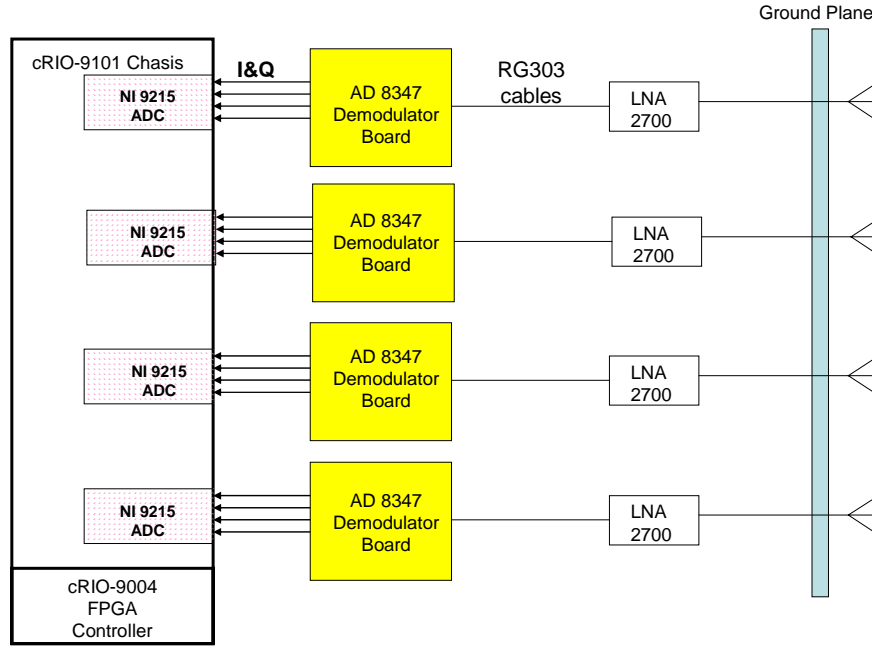 Ground Plane
cRIO-9101 Chasis
I&Q
NI 9215
ADC
AD 8347
Demodulator
Board
RG303
cables
LNA
2700
NI 9215
ADC
AD 8347
Demodulator
Board
LNA
2700
NI 9215
ADC
AD 8347
Demodulator
Board
LNA
2700
NI 9215
ADC
AD 8347
Demodulator
Board
LNA
2700
cRIO-9004
FPGA
Controller